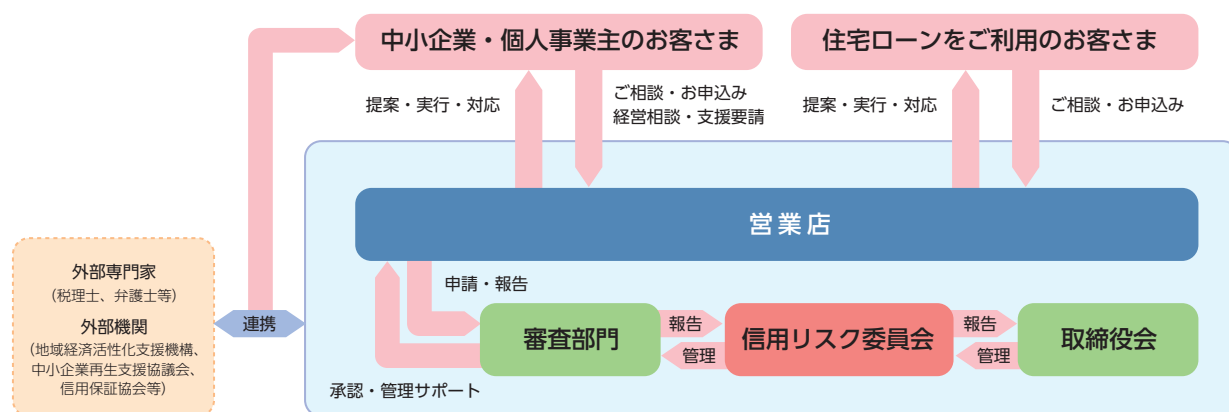 中小企業・個人事業主のお客さま
住宅ローンをご利用のお客さま
提案・実行・対応
ご相談・お申込み
経営相談・支援要請
提案・実行・対応
ご相談・お申込み
営業店
外部専門家
(税理士、弁護士等)
外部機関
(地域経済活性化支援機構、
中小企業再生支援協議会、
信用保証協会等)
連携
申請・報告
審査部門
報告
管理
信用リスク委員会
報告
管理
取締役会
承認・管理サポート